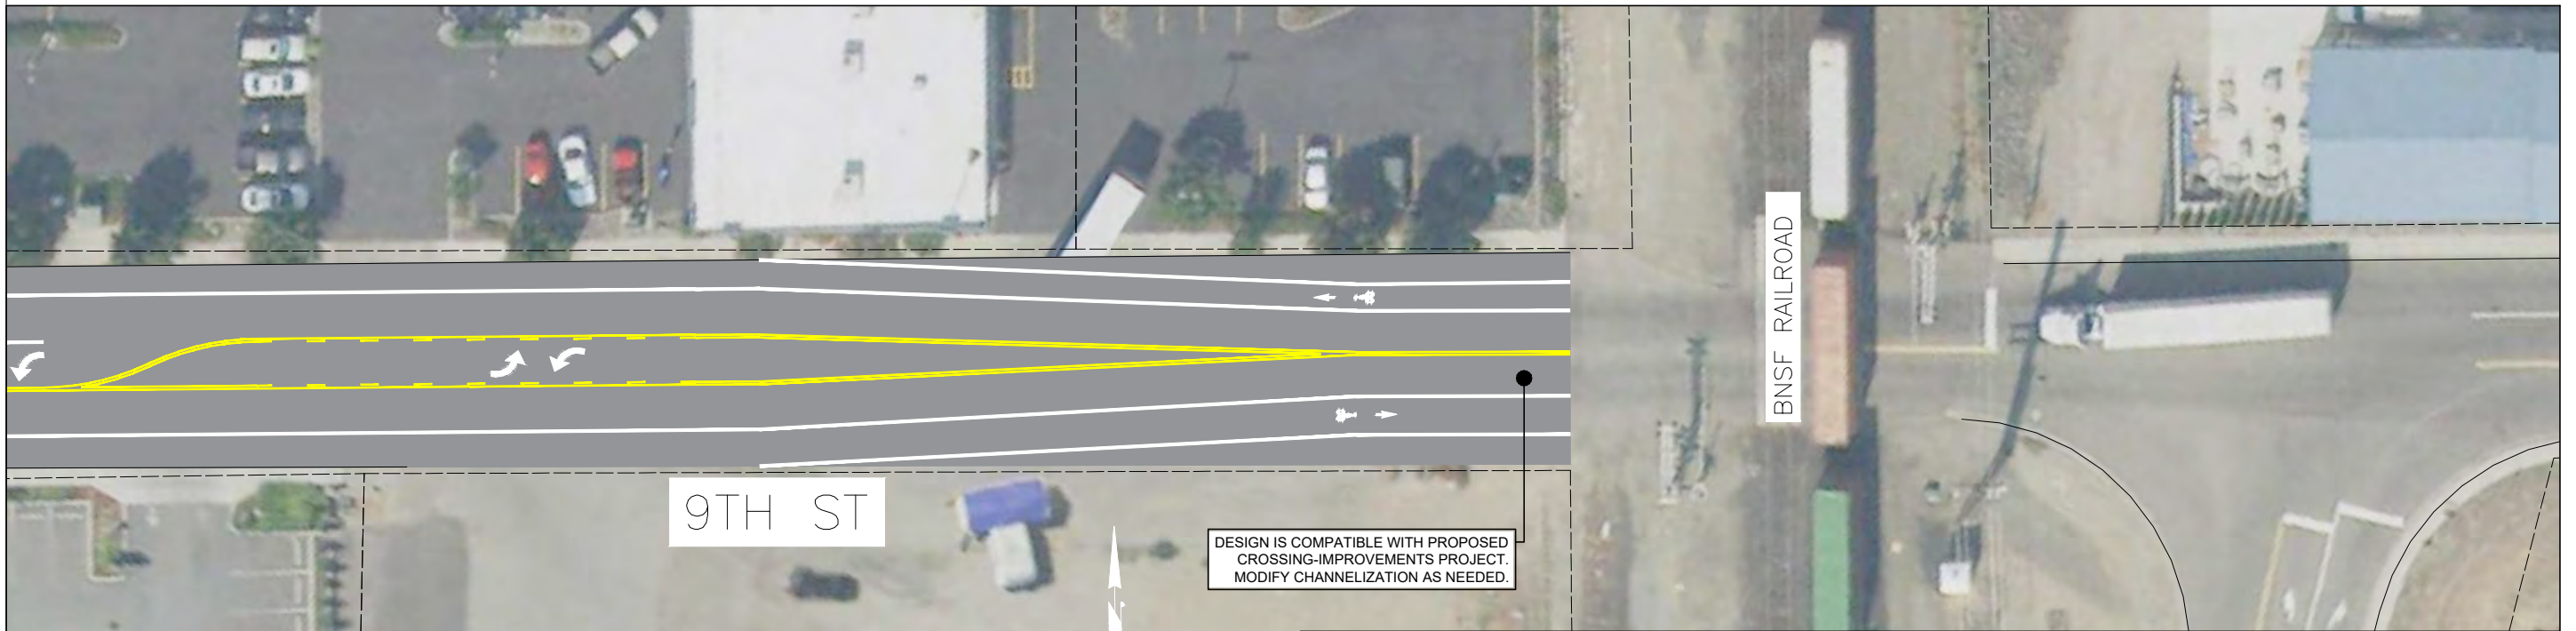 BNSF RAILROAD
9TH ST
DESIGN IS COMPATIBLE WITH PROPOSED
CROSSING-IMPROVEMENTS PROJECT.
MODIFY CHANNELIZATION AS NEEDED.
N